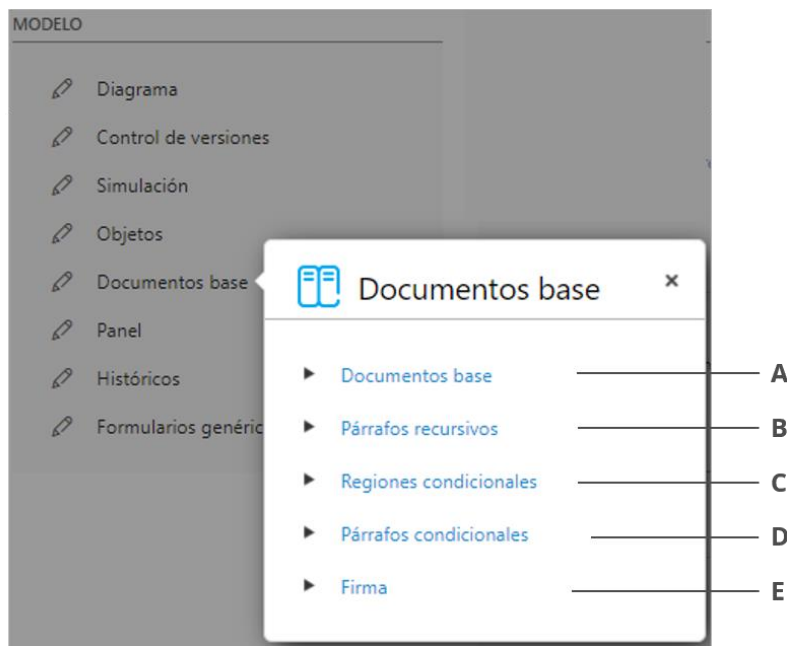 MODELO
Diagrama
Control de versiones
Simulación
Objetos
Documentos base
Panel
Históricos
Formularios genéric
Documentos base ×
Documentos base A
Párrafos recursivos B
Regiones condicionales C
Párrafos condicionales D
Firma E